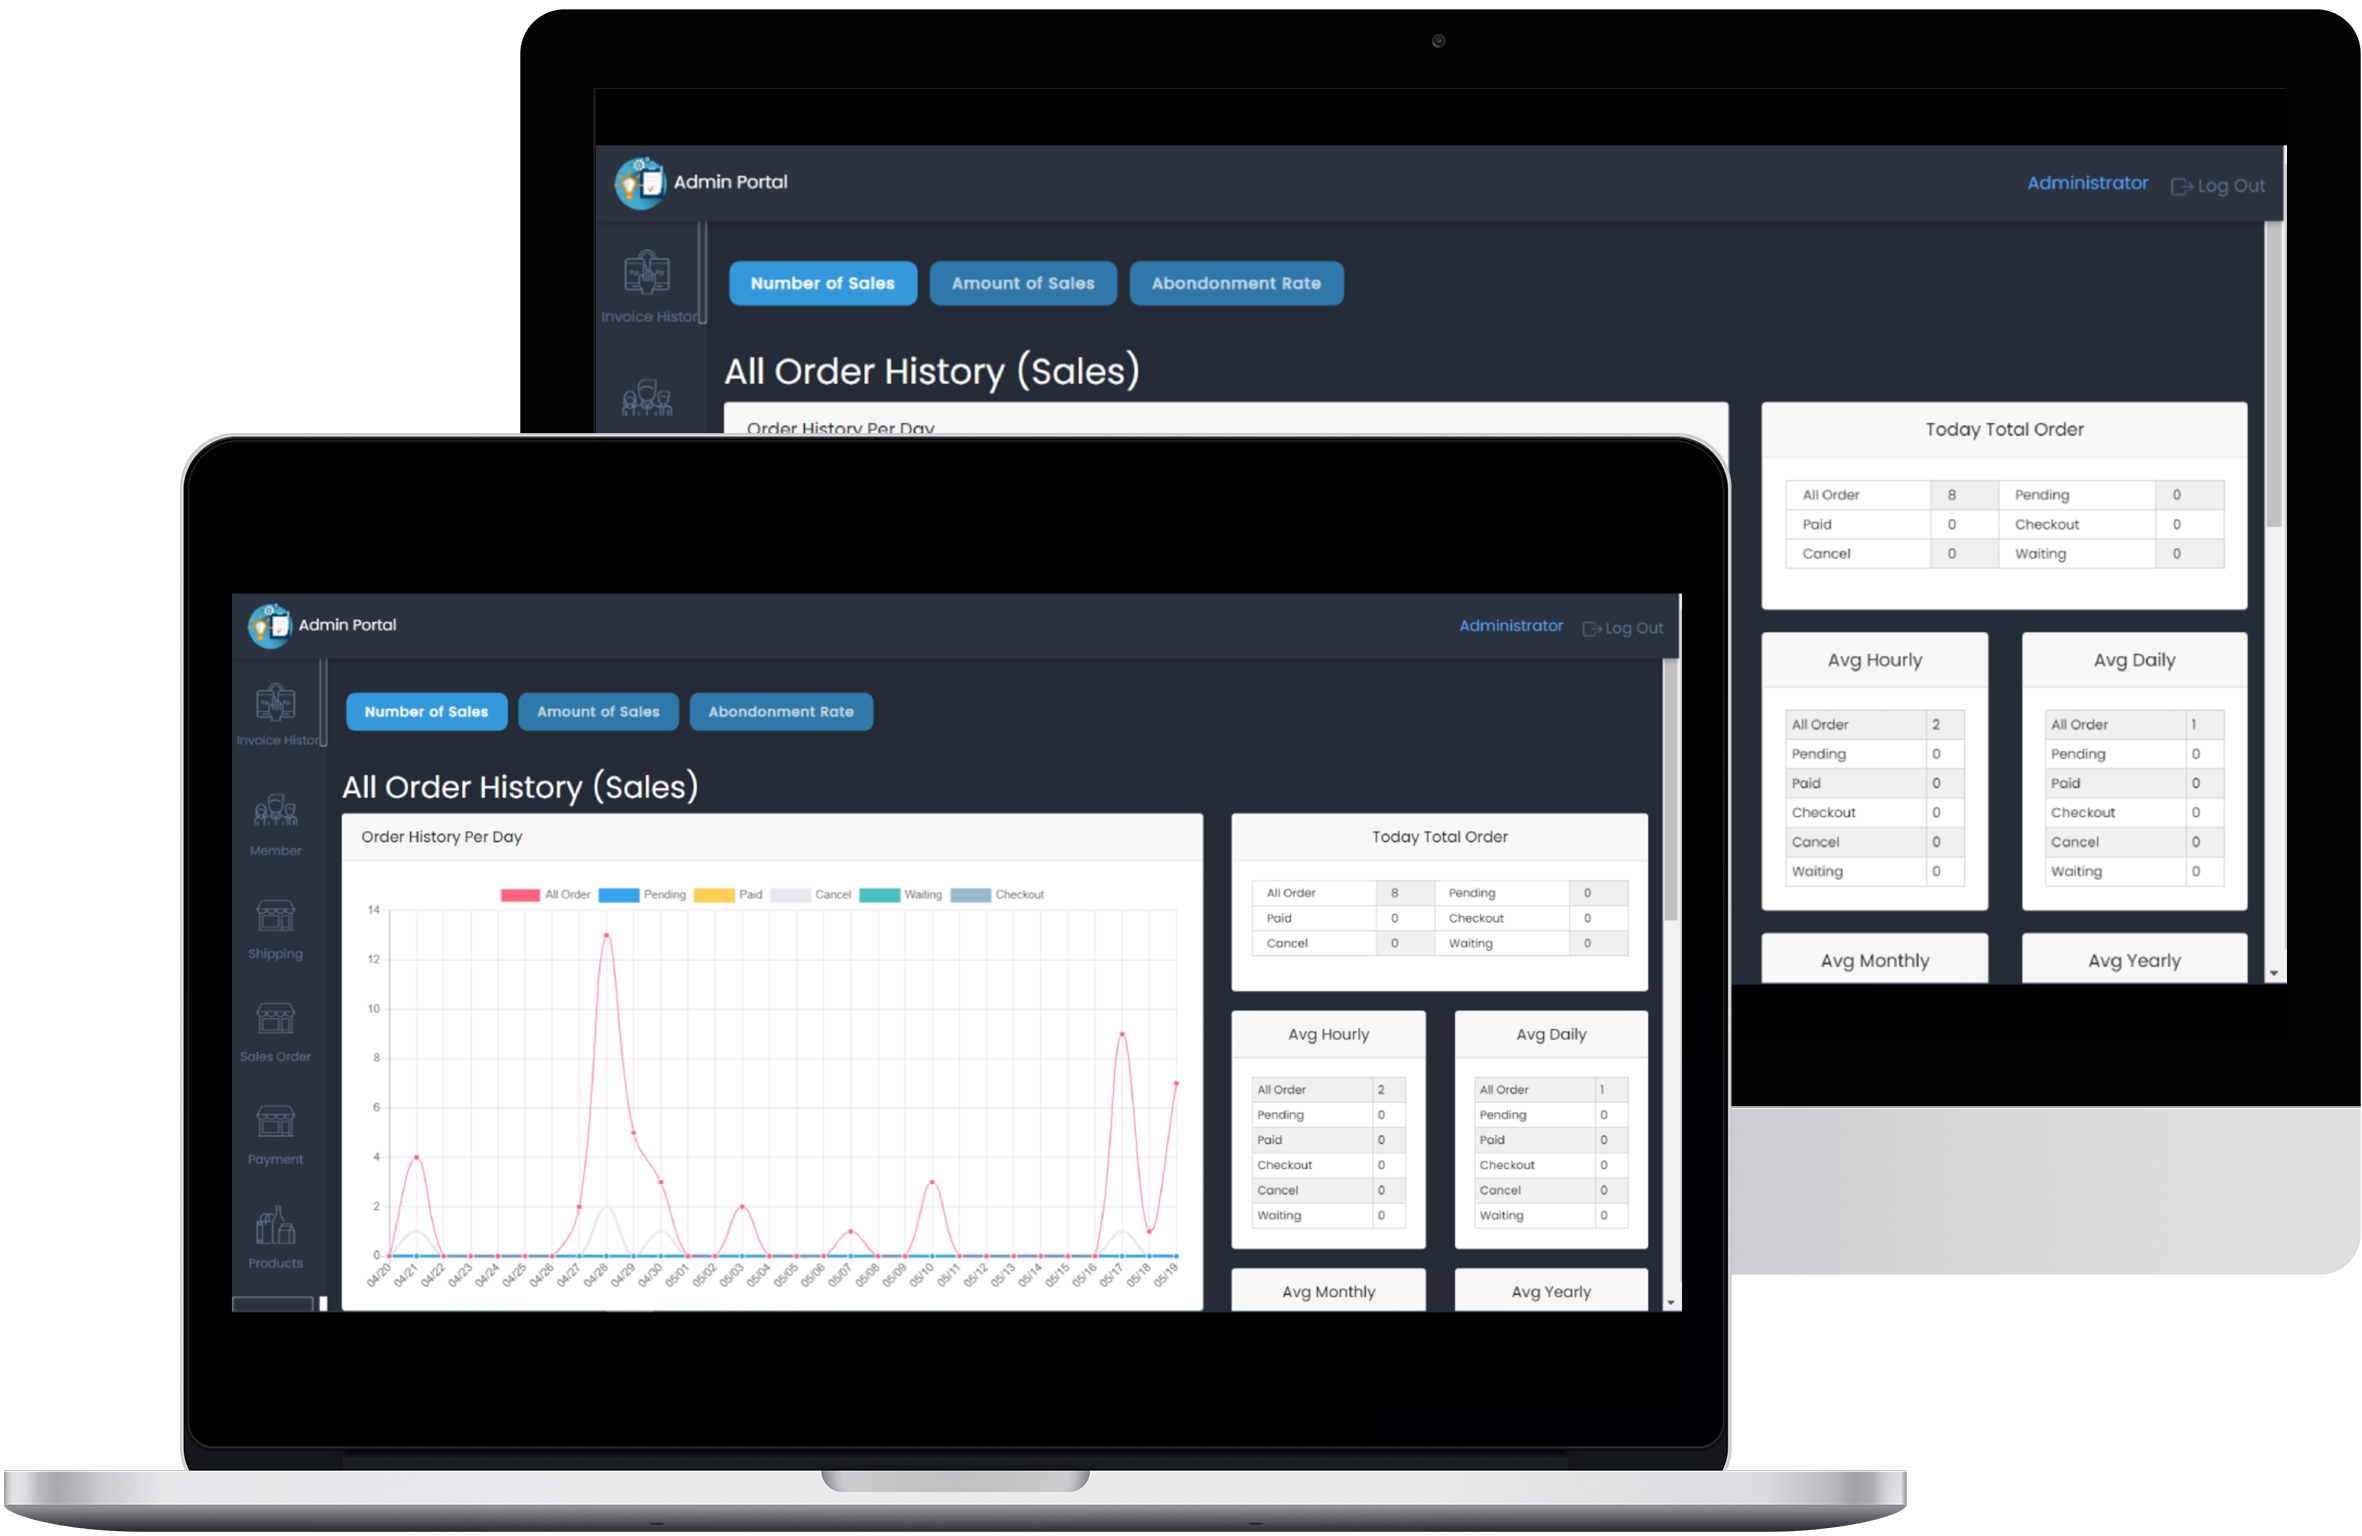 Admin Portal
Administrator
Log Out
Invoice Histor
Number of Sales
Amount of Sales
Abondonment Rate
All Order History (Sales)
Order History Per Day
Today Total Order
All Order 8 Pending 0
Paid 0 Checkout 0
Cancel 0 Waiting 0
Avg Hourly
All Order 2
Pending 0
Paid 0
Checkout 0
Cancel 0
Waiting 0
Avg Daily
All Order 1
Pending 0
Paid 0
Checkout 0
Cancel 0
Waiting 0
Avg Monthly
Avg Yearly
Admin Portal
Administrator
Log Out
Invoice Histor
Member
Shipping
Sales Order
Payment
Products
Number of Sales
Amount of Sales
Abondonment Rate
All Order History (Sales)
Order History Per Day
All Order Pending Paid Cancel Waiting Checkout
14
12
10
8
6
4
2
0
04/20 04/21 04/22 04/23 04/24 04/25 04/26 04/27 04/28 04/29 04/30 05/01 05/02 05/03 05/04 05/05 05/06 05/07 05/08 05/09 05/10 05/11 05/12 05/13 05/14 05/15 05/16 05/17 05/18 05/19
Today Total Order
All Order 8 Pending 0
Paid 0 Checkout 0
Cancel 0 Waiting 0
Avg Hourly
All Order 2
Pending 0
Paid 0
Checkout 0
Cancel 0
Waiting 0
Avg Daily
All Order 1
Pending 0
Paid 0
Checkout 0
Cancel 0
Waiting 0
Avg Monthly
Avg Yearly